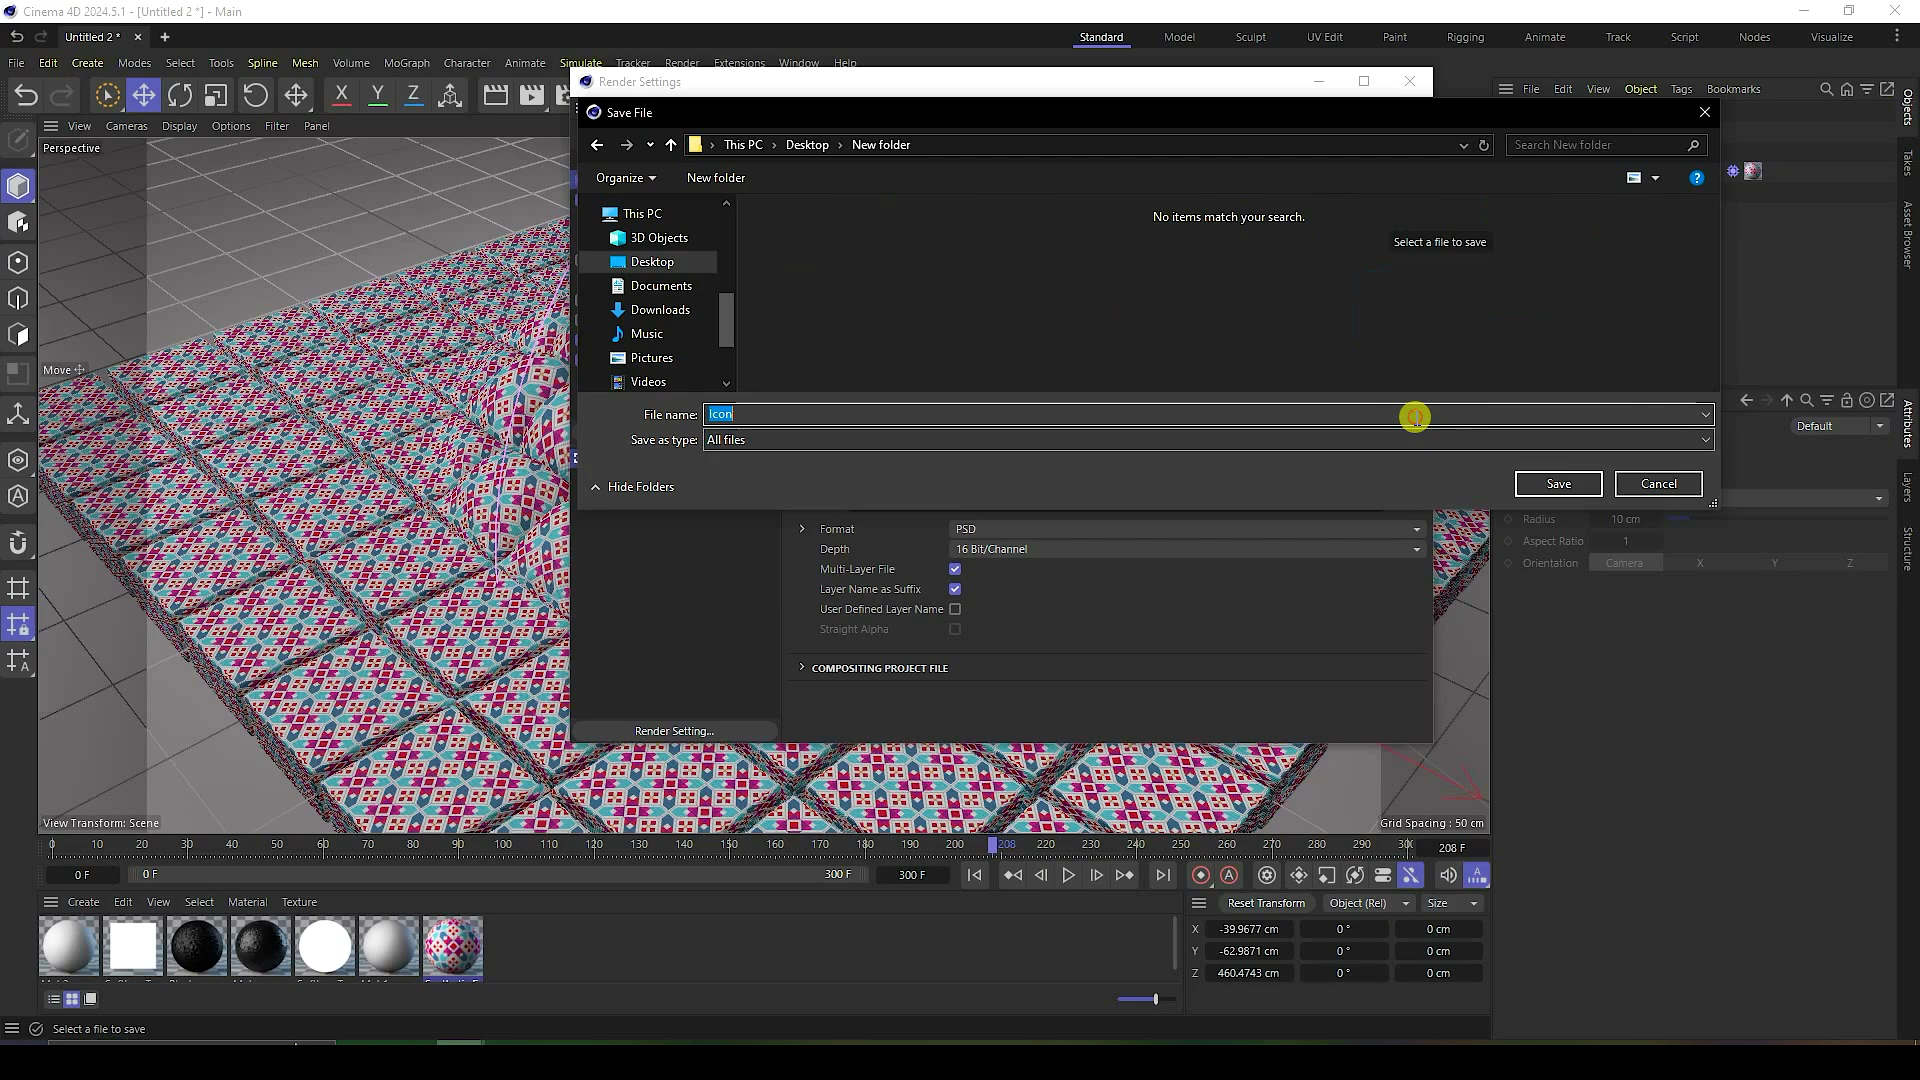 Cinema 4D 2024.5.1 - [Untitled 2 *] - Main
Untitled 2 *
Standard Model Sculpt UV Edit Paint Rigging Animate Track Script Nodes Visualize
File Edit Create Modes Select Tools Spline Mesh Volume MoGraph Character Animate Simulate Tracker Render Extensions Window Help
Render Settings
File Edit View Object Tags Bookmarks
X Y Z
View Cameras Display Options Filter Panel
Perspective
Save File
This PC Desktop New folder
Search New folder
Organize New folder
This PC
3D Objects
Desktop
Documents
Downloads
Music
Pictures
Videos
No items match your search.
Select a file to save
File name: Icon
Save as type: All files
Hide Folders
Save Cancel
Move
Objects
Takes
Asset Browser
Attributes
Layers
Structure
Default
Radius 10 cm
Aspect Ratio 1
Orientation Camera X Y Z
Format PSD
Depth 16 Bit/Channel
Multi-Layer File
Layer Name as Suffix
User Defined Layer Name
Straight Alpha
COMPOSITING PROJECT FILE
Render Setting...
View Transform: Scene
Grid Spacing : 50 cm
0 10 20 30 40 50 60 70 80 90 100 110 120 130 140 150 160 170 180 190 200 208 220 230 240 250 260 270 280 290 30
208 F
0 F 0 F 300 F 300 F
Create Edit View Select Material Texture
Reset Transform Object (Rel) Size
X -39.9677 cm 0 ° 0 cm
Y -62.9871 cm 0 ° 0 cm
Z 460.4743 cm 0 ° 0 cm
Select a file to save